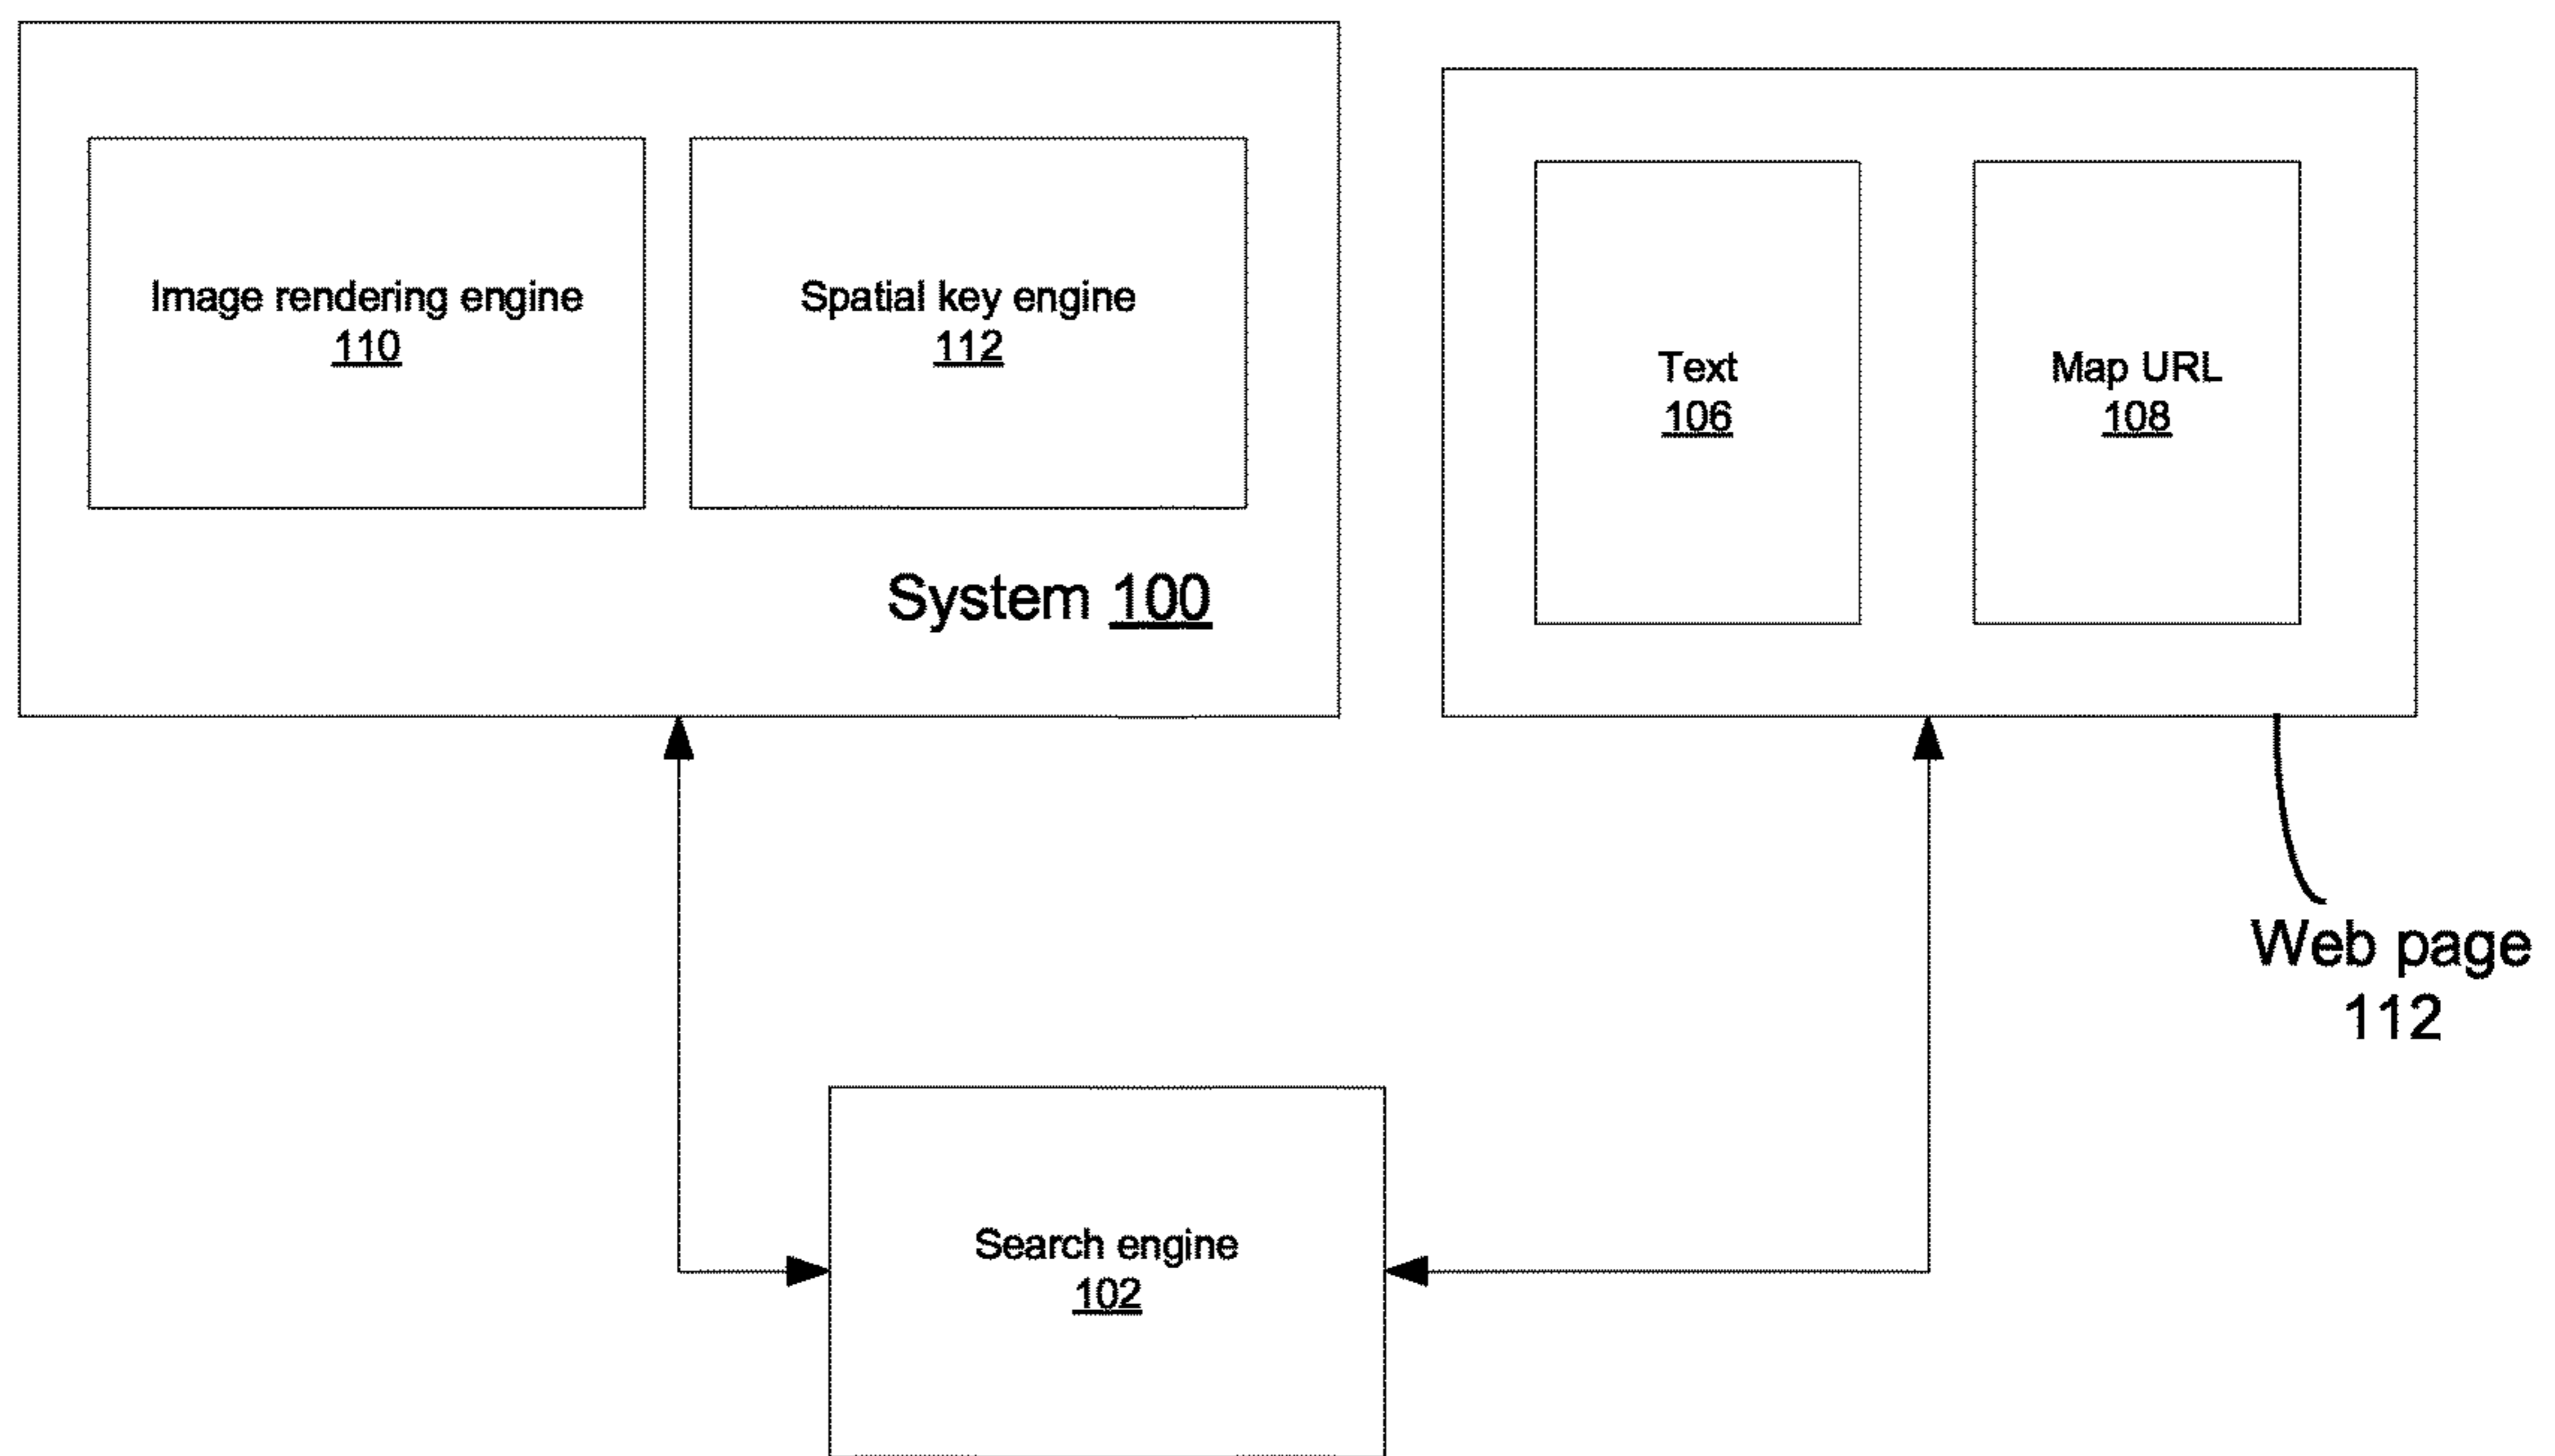 Image rendering engine
110
Spatial key engine
112
System 100
Text
106
Map URL
108
Web page
112
Search engine
102